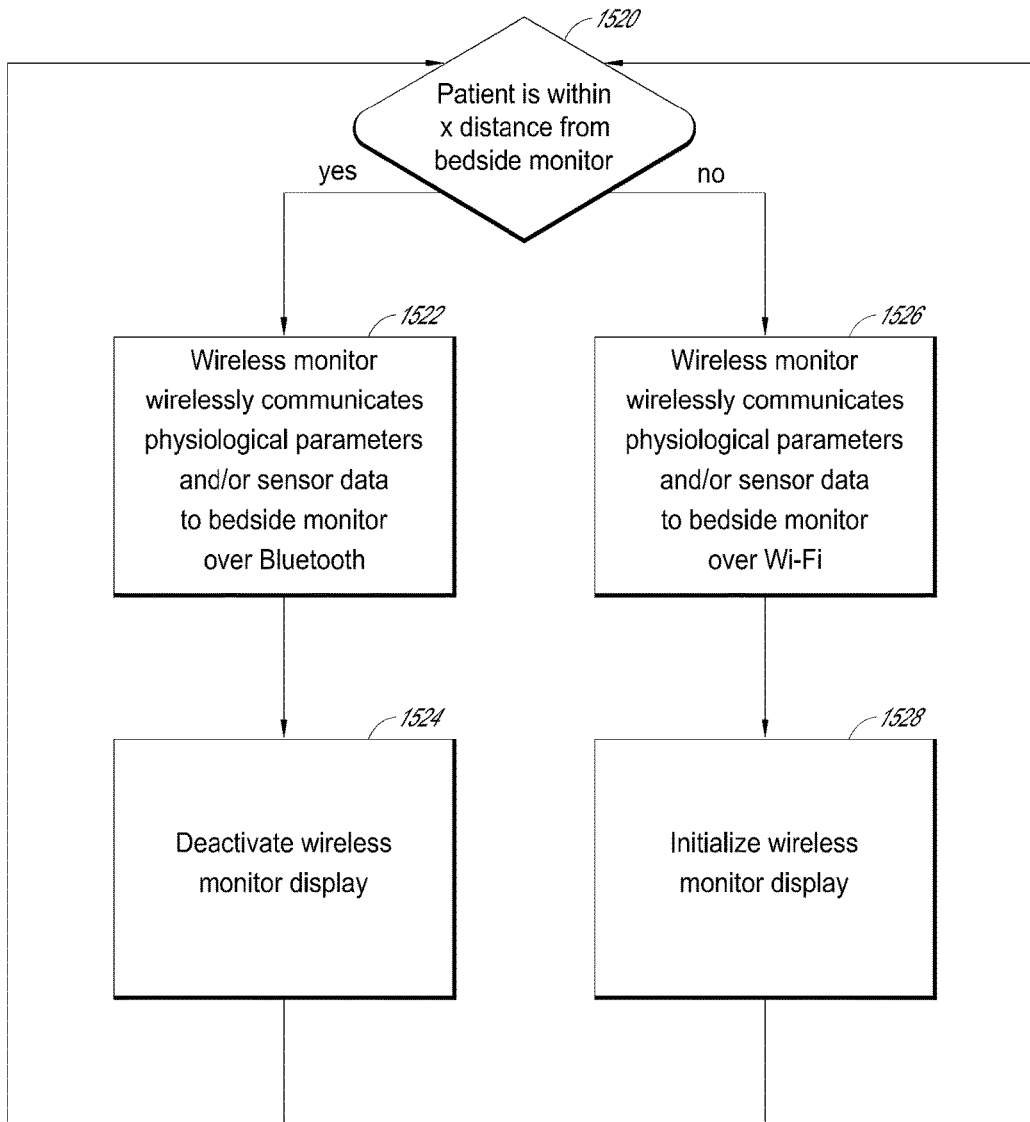 1520
Patient is within
x distance from
bedside monitor
yes
no
1522
Wireless monitor
wirelessly communicates
physiological parameters
and/or sensor data
to bedside monitor
over Bluetooth
1526
Wireless monitor
wirelessly communicates
physiological parameters
and/or sensor data
to bedside monitor
over Wi-Fi
1524
Deactivate wireless
monitor display
1528
Initialize wireless
monitor display